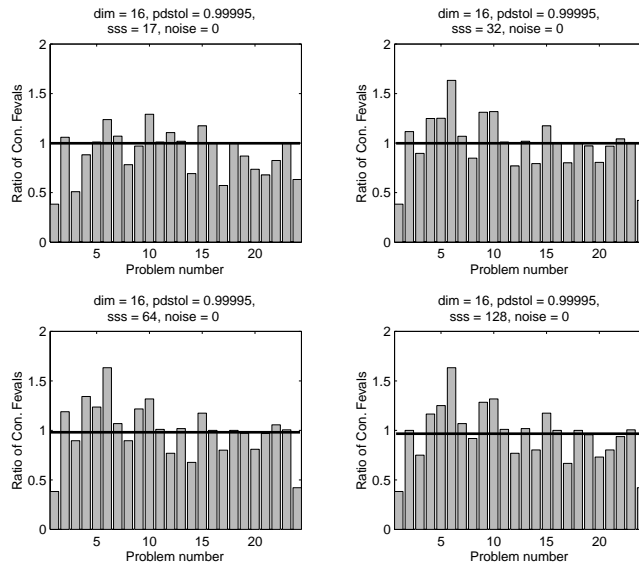 dim = 16, pdstol = 0.99995,
sss = 17, noise = 0
2
1.5
1
0.5
0
Ratio of Con. Fevals
5
10
15
20
Problem number
dim = 16, pdstol = 0.99995,
sss = 32, noise = 0
2
1.5
1
0.5
0
Ratio of Con. Fevals
5
10
15
20
Problem number
dim = 16, pdstol = 0.99995,
sss = 64, noise = 0
2
1.5
1
0.5
0
Ratio of Con. Fevals
5
10
15
20
Problem number
dim = 16, pdstol = 0.99995,
sss = 128, noise = 0
2
1.5
1
0.5
0
Ratio of Con. Fevals
5
10
15
20
Problem number